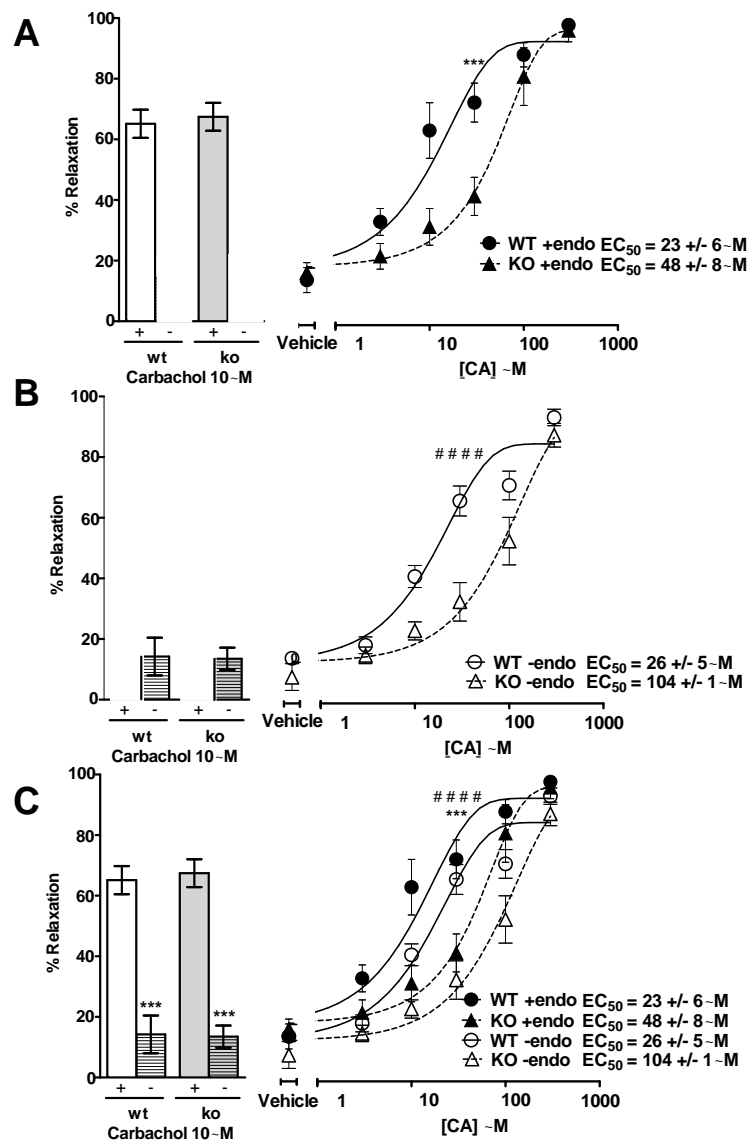 A
100
80
60
40
20
0
% Relaxation
***
WT +endo EC50 = 23 +/- 6~M
KO +endo EC50 = 48 +/- 8~M
+ - + -
wt ko
Carbachol 10~M
Vehicle 1 10 100 1000
[CA] ~M
B
100
80
60
40
20
0
% Relaxation
# # # #
WT -endo EC50 = 26 +/- 5~M
KO -endo EC50 = 104 +/- 1~M
+ - + -
wt ko
Carbachol 10~M
Vehicle 1 10 100 1000
[CA] ~M
C
100
80
60
40
20
0
% Relaxation
# # # #
***
*** ***
WT +endo EC50 = 23 +/- 6~M
KO +endo EC50 = 48 +/- 8~M
WT -endo EC50 = 26 +/- 5~M
KO -endo EC50 = 104 +/- 1~M
+ - + -
wt ko
Carbachol 10~M
Vehicle 1 10 100 1000
[CA] ~M